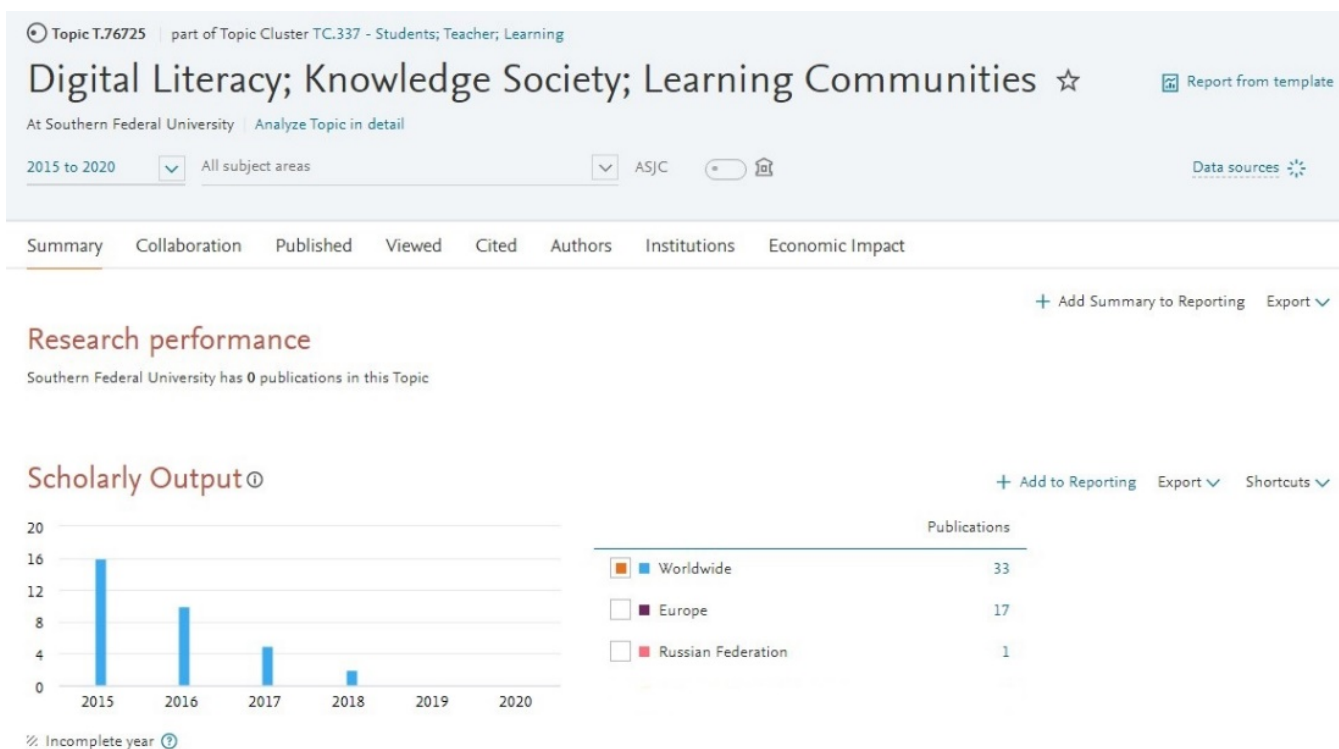 Topic T.76725 part of Topic Cluster TC.337 - Students; Teacher; Learning
Digital Literacy; Knowledge Society; Learning Communities
Report from template
At Southern Federal University Analyze Topic in detail
2015 to 2020 All subject areas ASJC Data sources
Summary Collaboration Published Viewed Cited Authors Institutions Economic Impact
+ Add Summary to Reporting Export
Research performance
Southern Federal University has 0 publications in this Topic
Scholarly Output
+ Add to Reporting Export Shortcuts
20
16
12
8
4
0
2015 2016 2017 2018 2019 2020
Incomplete year ?
Publications
Worldwide 33
Europe 17
Russian Federation 1